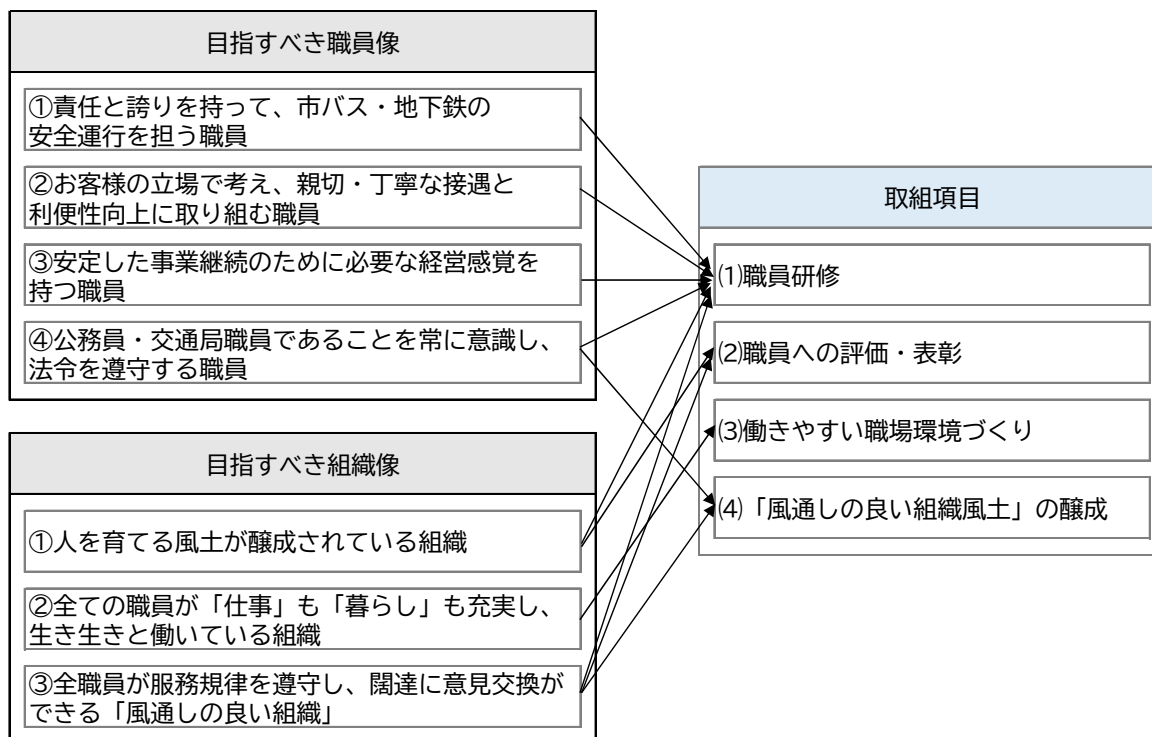 目指すべき職員像
①責任と誇りを持って、市バス・地下鉄の
安全運行を担う職員
②お客様の立場で考え、親切・丁寧な接遇と
利便性向上に取り組む職員
③安定した事業継続のために必要な経営感覚を
持つ職員
④公務員・交通局職員であることを常に意識し、
法令を遵守する職員
目指すべき組織像
①人を育てる風土が醸成されている組織
②全ての職員が「仕事」も「暮らし」も充実し、
生き生きと働いている組織
③全職員が服務規律を遵守し、闊達に意見交換が
できる「風通しの良い組織」
取組項目
⑴職員研修
⑵職員への評価・表彰
⑶働きやすい職場環境づくり
⑷「風通しの良い組織風土」の醸成